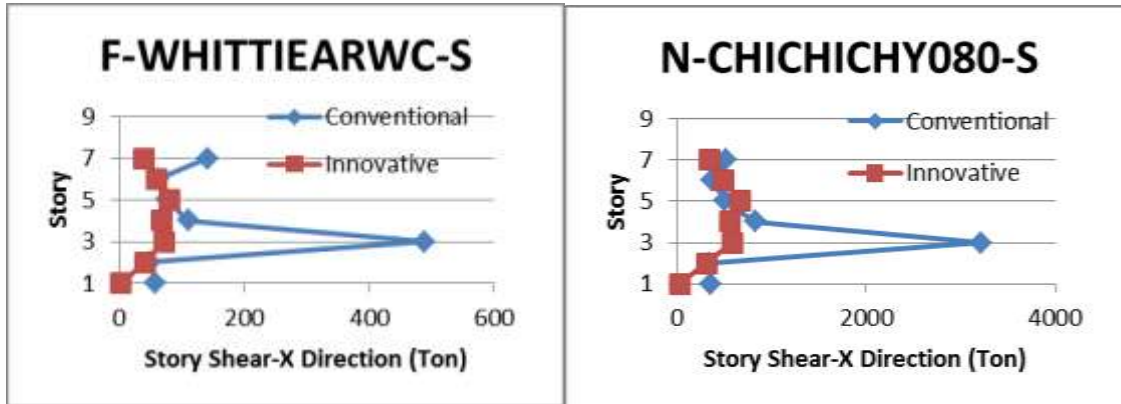 F-WHITTIEARWC-S
9
7
5
3
1
Story
Conventional
Innovative
0 200 400 600
Story Shear-X Direction (Ton)
N-CHICHICHY080-S
9
7
5
3
1
Story
Conventional
Innovative
0 2000 4000
Story Shear-X Direction (Ton)